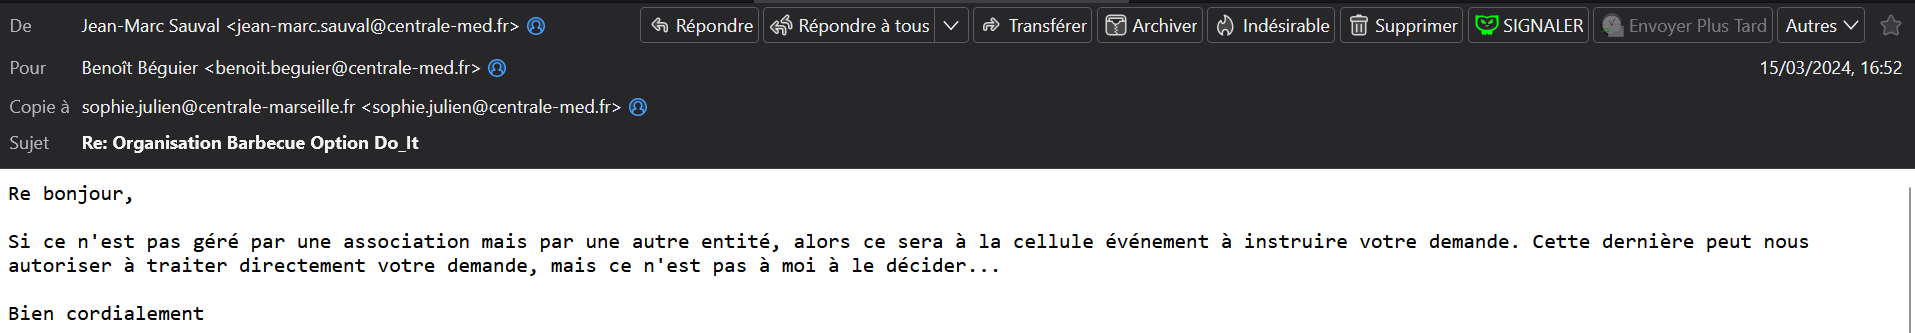 De Jean-Marc Sauval <jean-marc.sauval@centrale-med.fr> Répondre Répondre à tous Transférer Archiver Indésirable Supprimer SIGNALER Envoyer Plus Tard Autres
Pour Benoît Béguier <benoit.beguier@centrale-med.fr> 15/03/2024, 16:52
Copie à sophie.julien@centrale-marseille.fr <sophie.julien@centrale-med.fr>
Sujet Re: Organisation Barbecue Option Do_It
Re bonjour,
Si ce n'est pas géré par une association mais par une autre entité, alors ce sera à la cellule événement à instruire votre demande. Cette dernière peut nous
autoriser à traiter directement votre demande, mais ce n'est pas à moi à le décider...
Bien cordialement